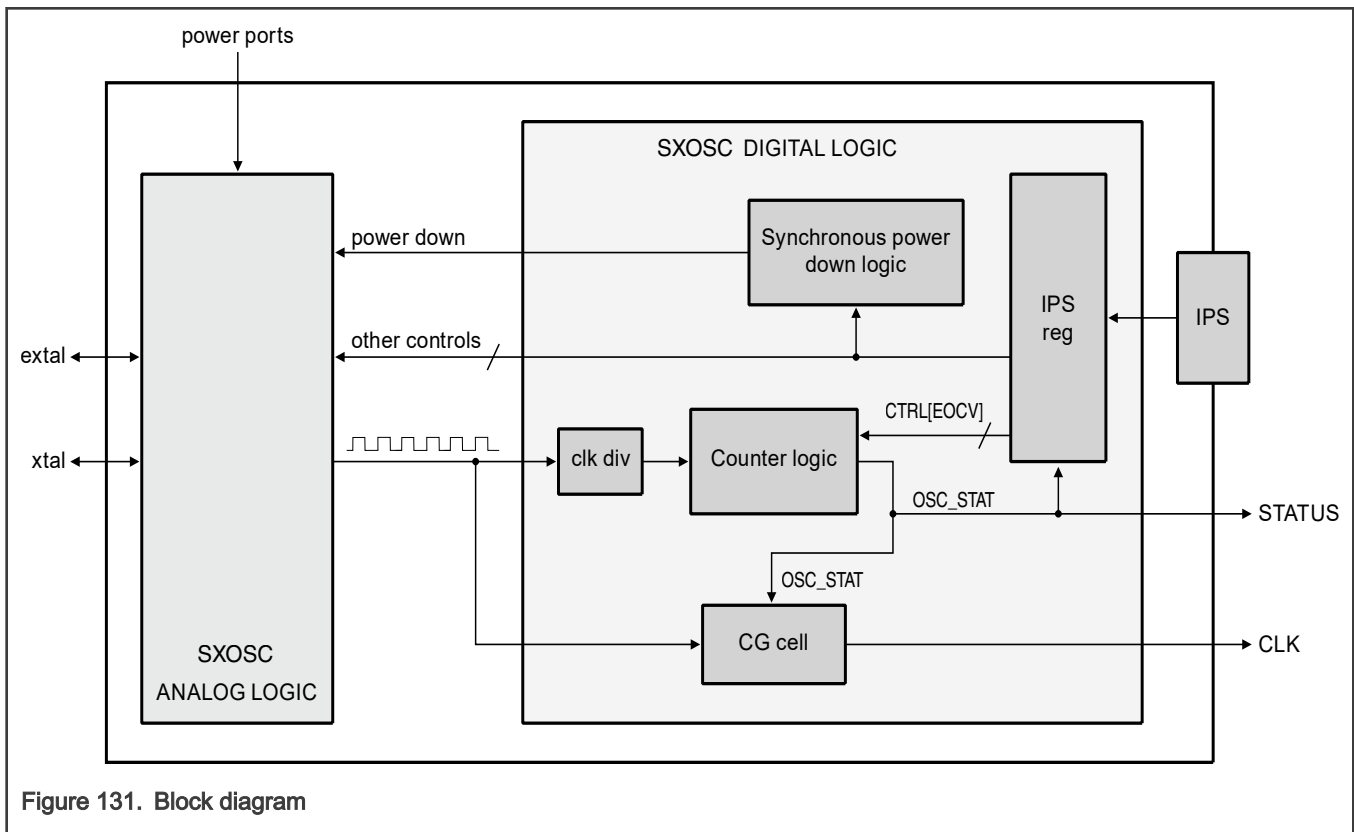 power ports
SXOSC DIGITAL LOGIC
power down
Synchronous power
down logic
IPS
reg
IPS
other controls
extal
CTRL[EOCV]
xtal
clk div
Counter logic
OSC_STAT
STATUS
OSC_STAT
CG cell
CLK
SXOSC
ANALOG LOGIC
Figure 131. Block diagram